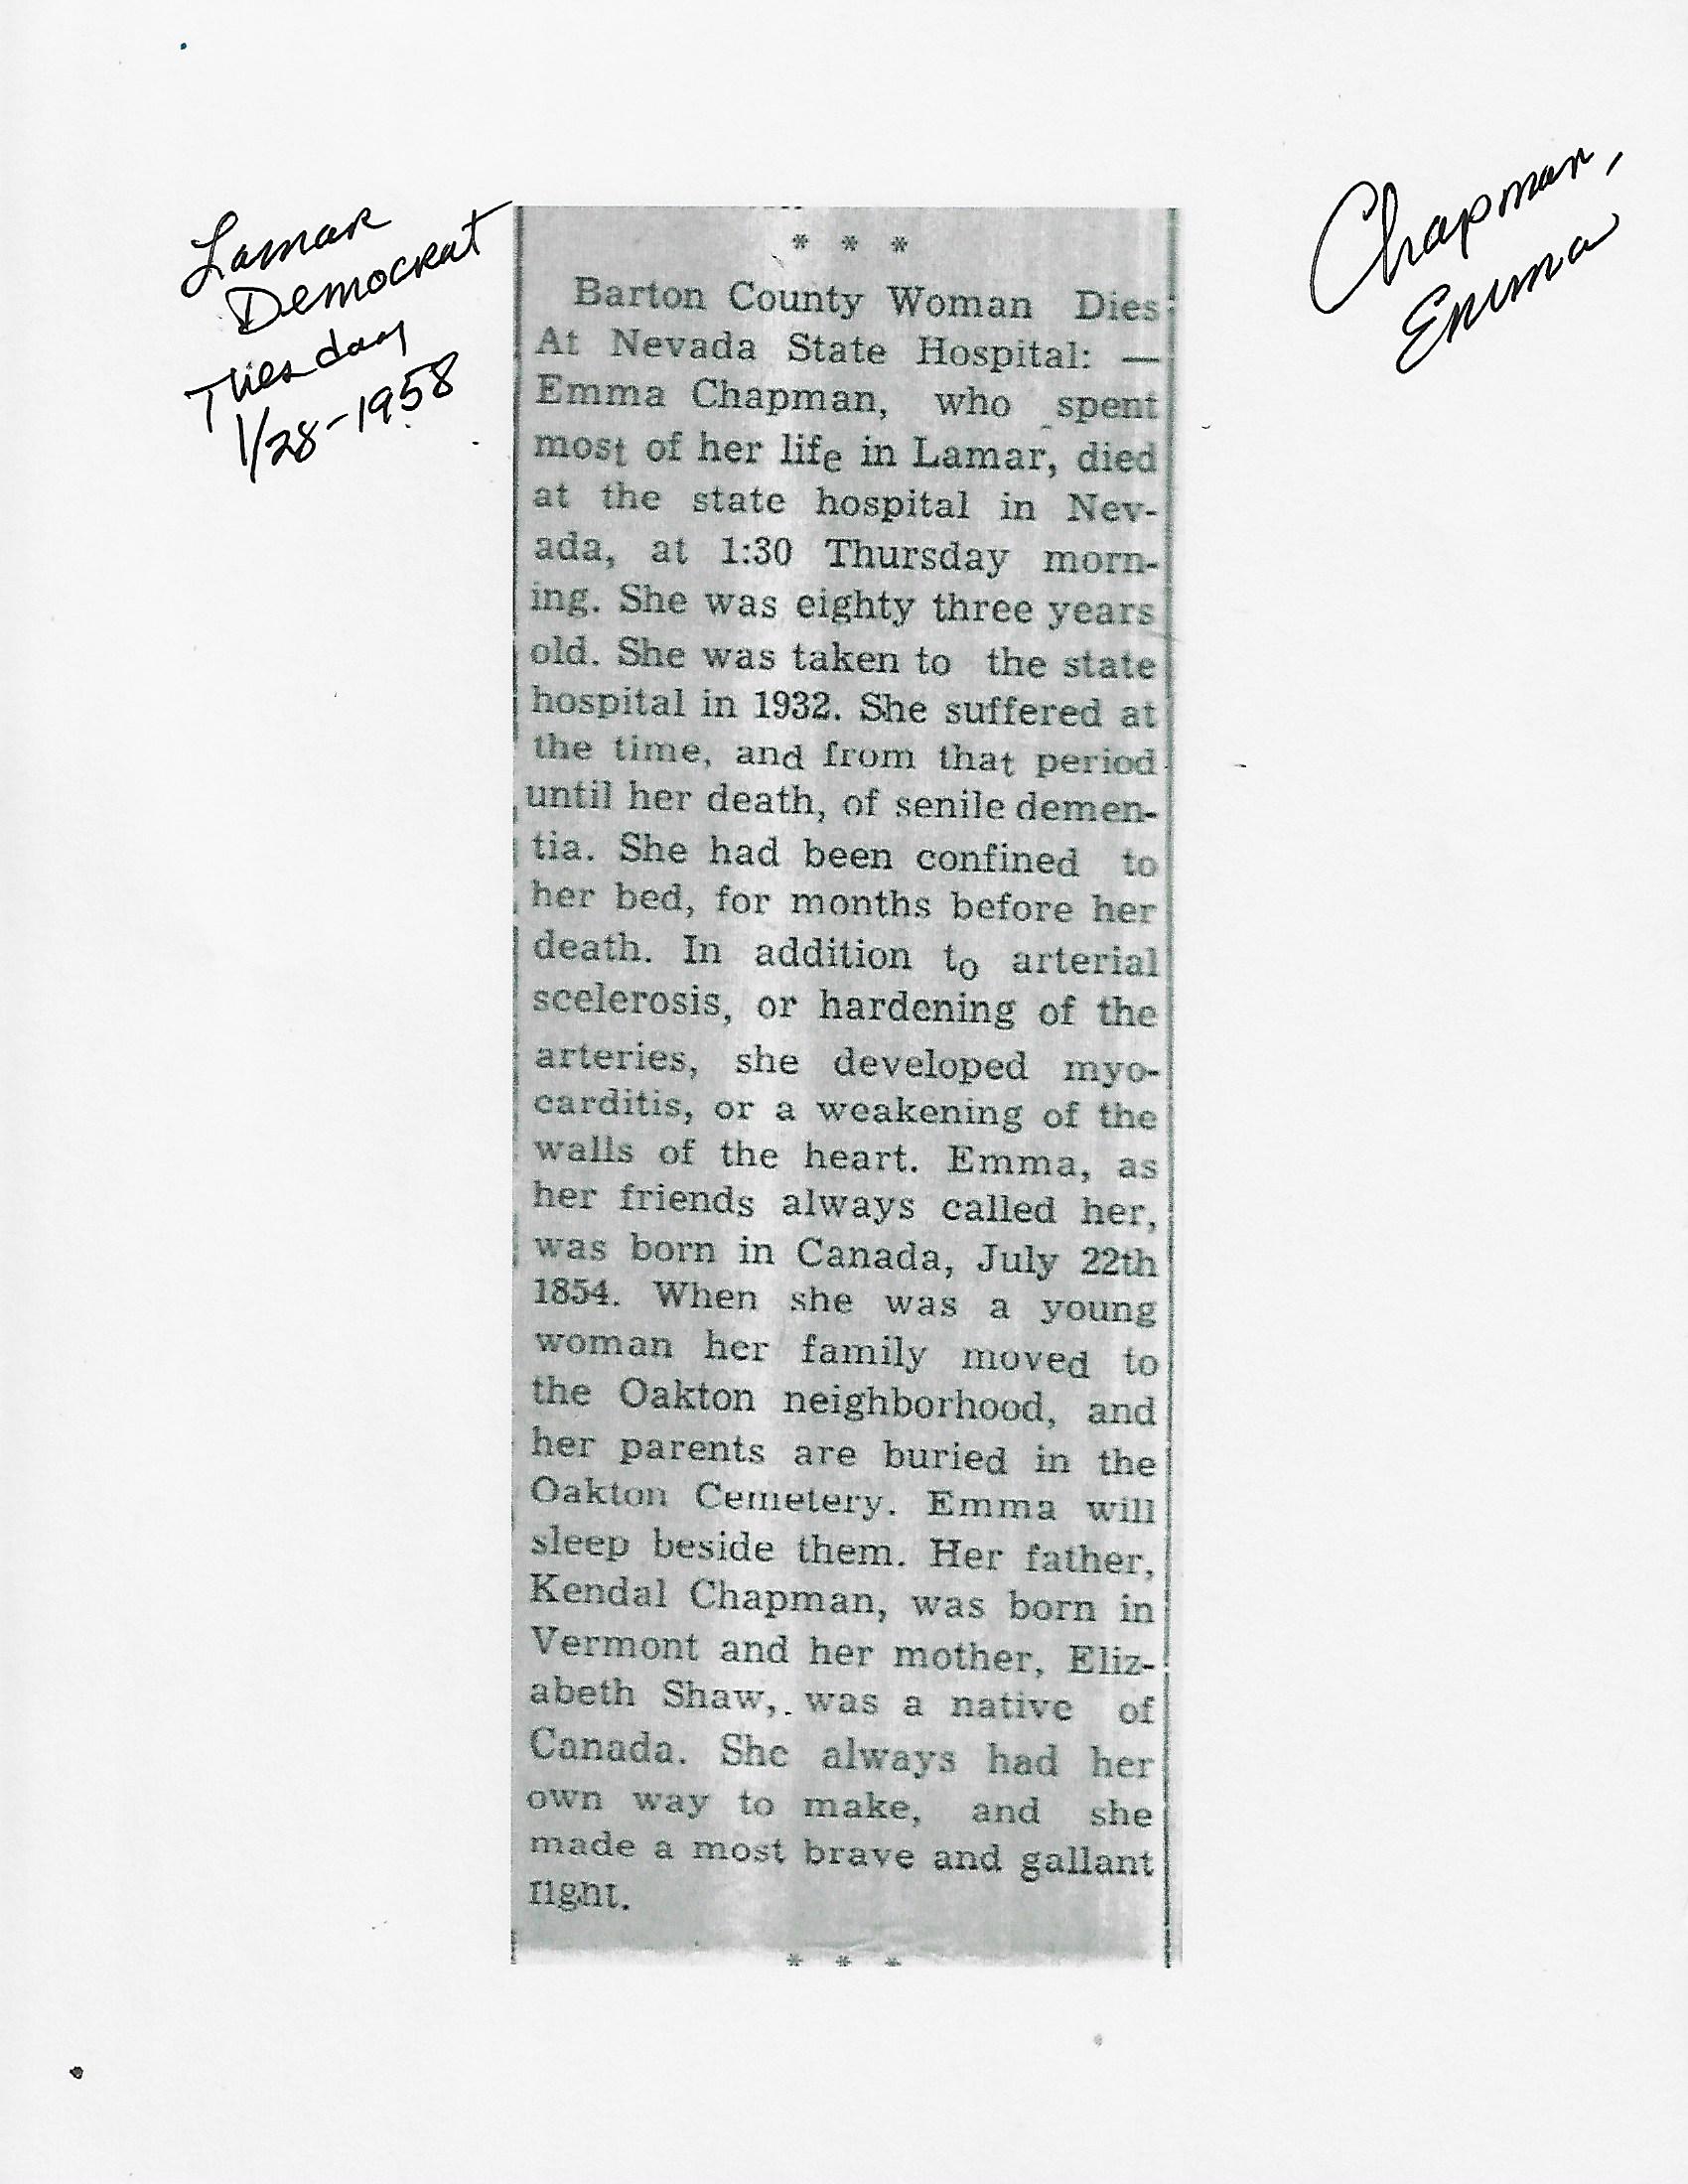 Lamar
Democrat
Tuesday
1/28-1958
Chapman,
Emma
* * *
Barton County Woman Dies
At Nevada State Hospital: —
Emma Chapman, who spent
most of her life in Lamar, died
at the state hospital in Nev-
ada, at 1:30 Thursday morn-
ing. She was eighty three years
old. She was taken to the state
hospital in 1932. She suffered at
the time, and from that period
until her death, of senile demen-
tia. She had been confined to
her bed, for months before her
death. In addition to arterial
scelerosis, or hardening of the
arteries, she developed myo-
carditis, or a weakening of the
walls of the heart. Emma, as
her friends always called her,
was born in Canada, July 22th
1854. When she was a young
woman her family moved to
the Oakton neighborhood, and
her parents are buried in the
Oakton Cemetery. Emma will
sleep beside them. Her father,
Kendal Chapman, was born in
Vermont and her mother, Eliz-
abeth Shaw, was a native of
Canada. She always had her
own way to make, and she
made a most brave and gallant
right.
* * *